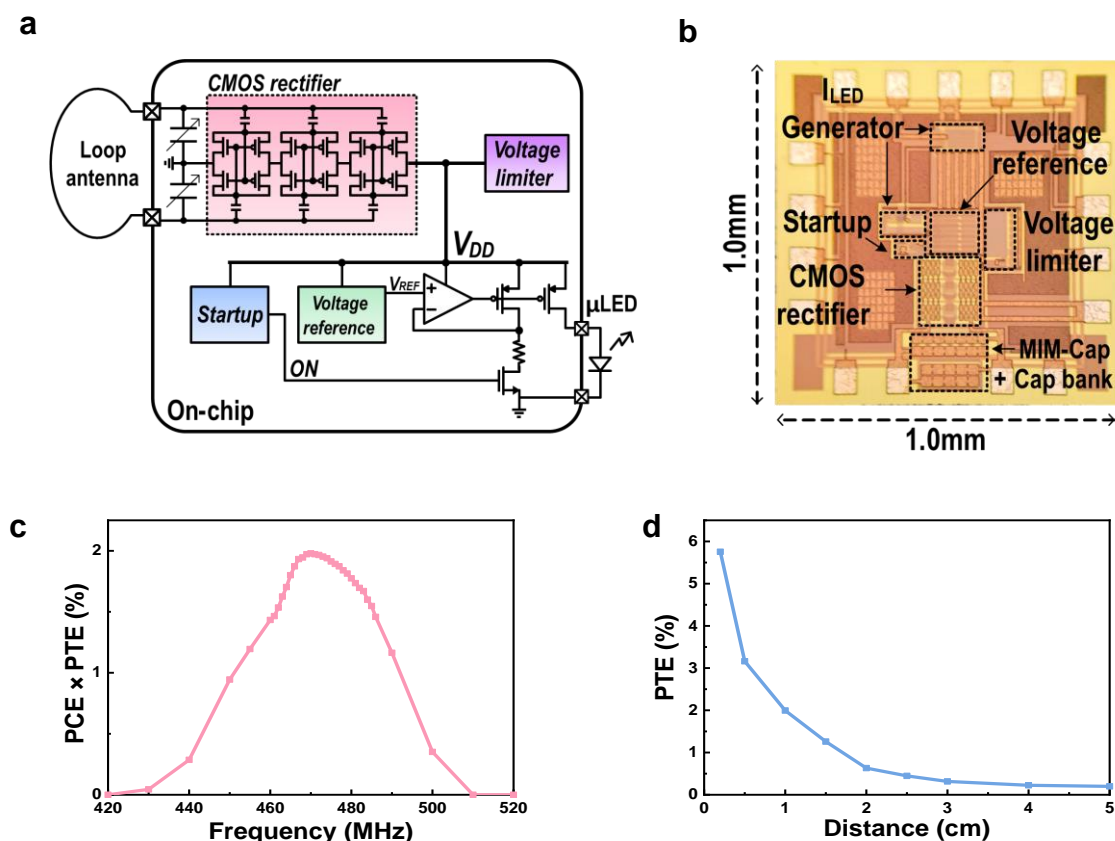 a
CMOS rectifier
Loop
antenna
Voltage
limiter
VDD
Startup
Voltage
reference
VREF
+
−
μLED
ON
On-chip
b
ILED
Generator
Voltage
reference
Startup
Voltage
limiter
CMOS
rectifier
MIM-Cap
+ Cap bank
1.0mm
1.0mm
c
PCE × PTE (%)
2
1
0
420 440 460 480 500 520
Frequency (MHz)
d
PTE (%)
6
5
4
3
2
1
0
0 1 2 3 4 5
Distance (cm)